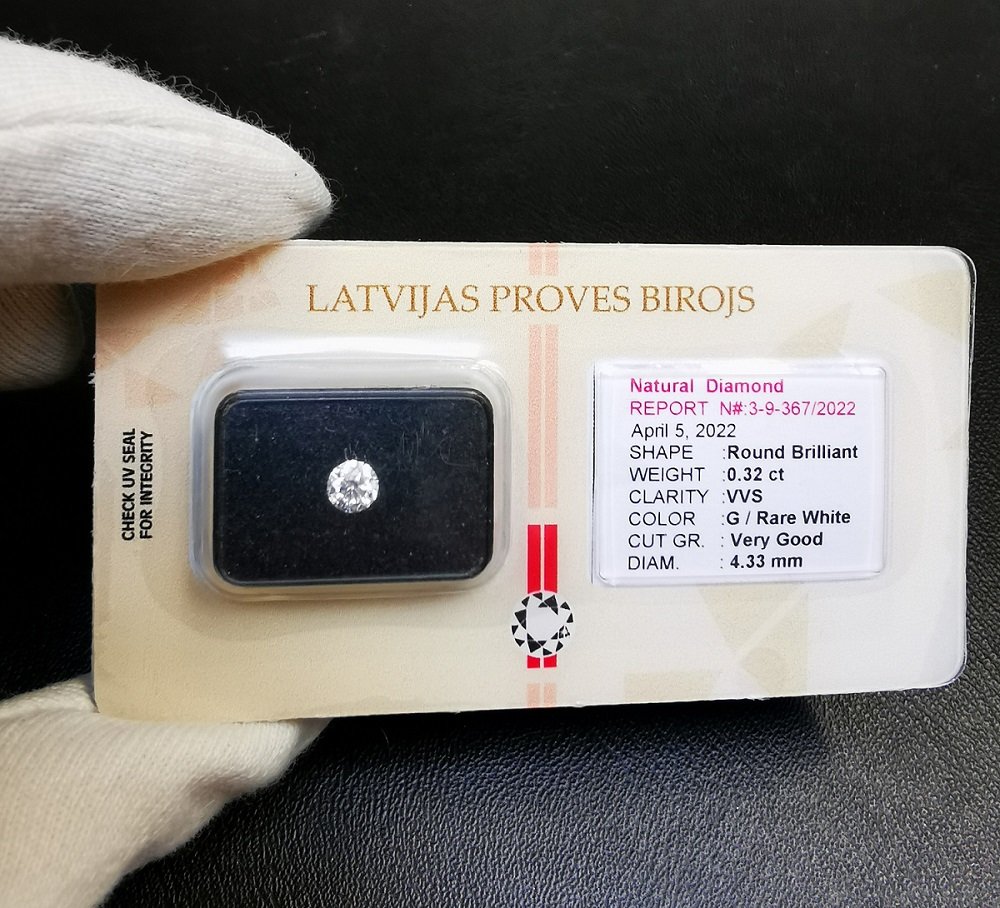 LATVIJAS PROVES BIROJS
CHECK UV SEAL
FOR INTEGRITY
Natural Diamond
REPORT N#:3-9-367/2022
April 5, 2022
SHAPE :Round Brilliant
WEIGHT :0.32 ct
CLARITY :VVS
COLOR :G / Rare White
CUT GR. : Very Good
DIAM. : 4.33 mm